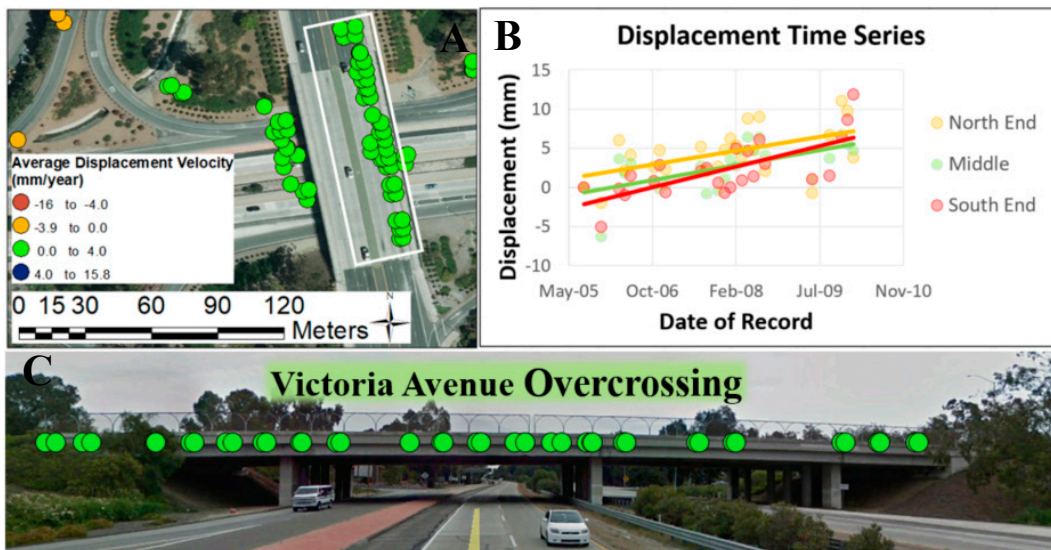 A
Average Displacement Velocity
(mm/year)
-16 to -4.0
-3.9 to 0.0
0.0 to 4.0
4.0 to 15.8
0 15 30 60 90 120
Meters
N
B
Displacement Time Series
Displacement (mm)
15
10
5
0
-5
-10
May-05 Oct-06 Feb-08 Jul-09 Nov-10
Date of Record
North End
Middle
South End
C
Victoria Avenue Overcrossing